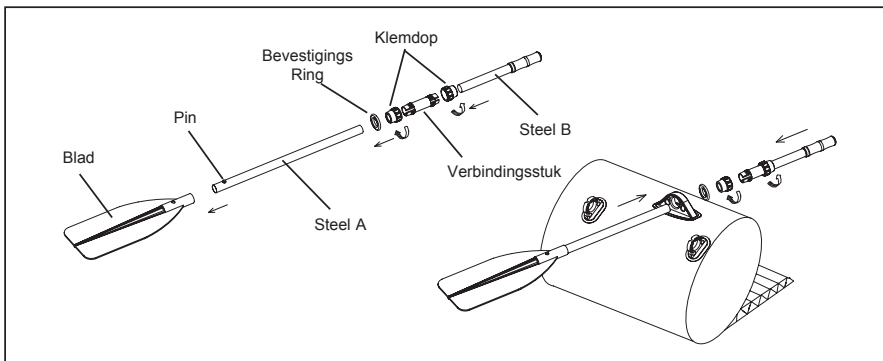 Klemdop
Bevestigings
Ring
Pin
Steel B
Blad
Verbindingsstuk
Steel A